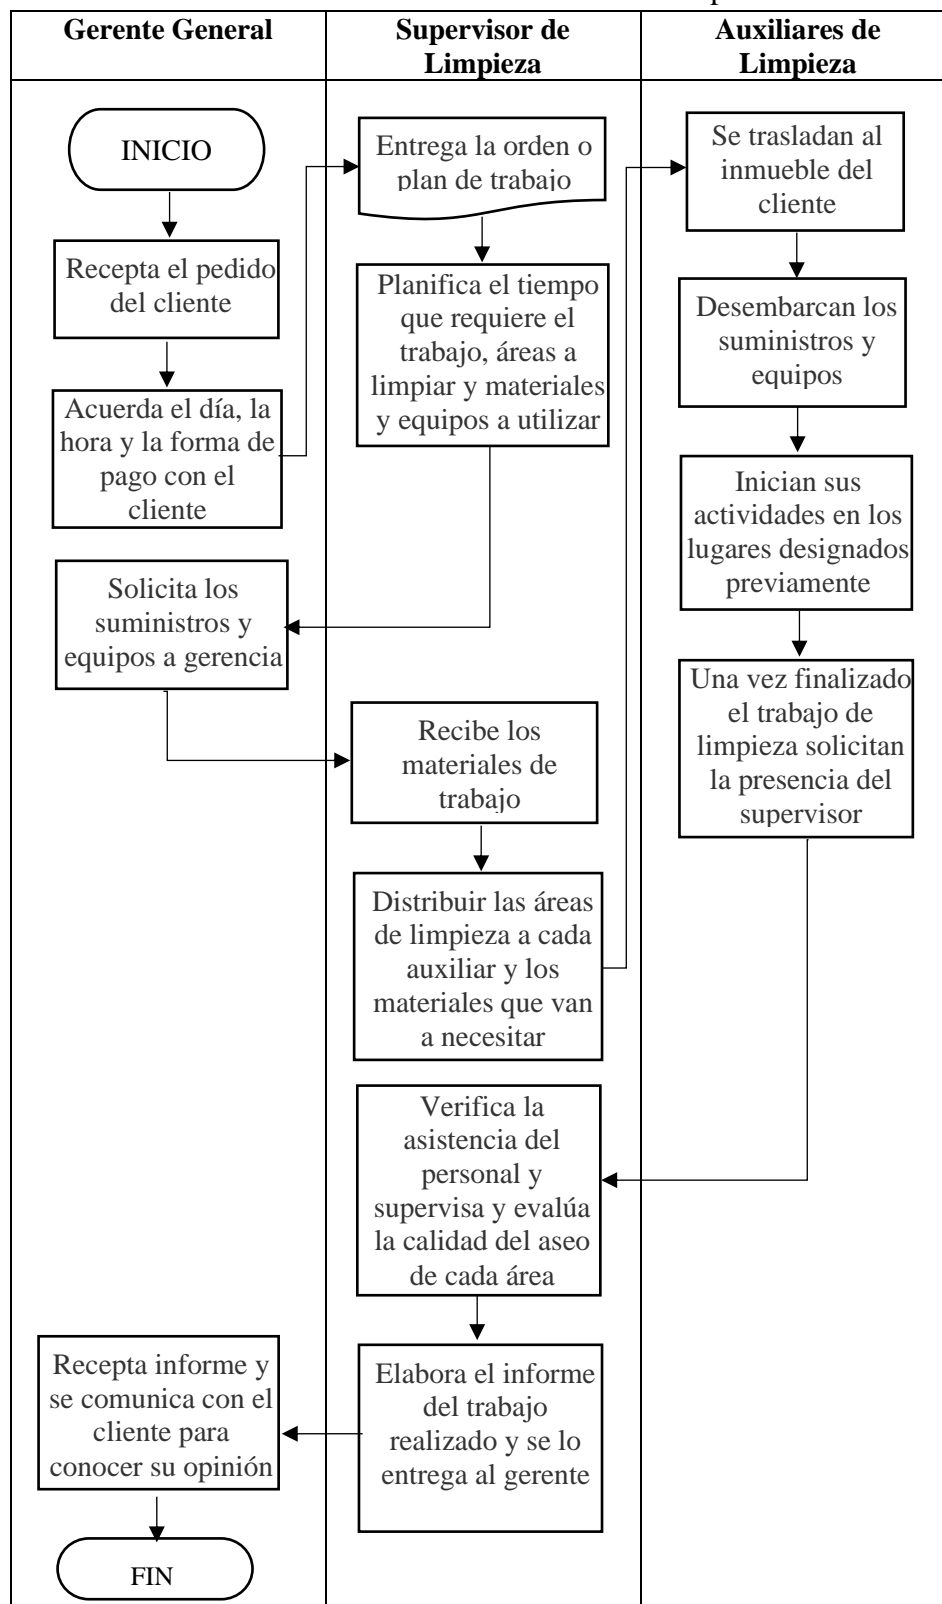 Gerente General
Supervisor de
Limpieza
Auxiliares de
Limpieza
INICIO
Recepta el pedido
del cliente
Acuerda el día, la
hora y la forma de
pago con el
cliente
Entrega la orden o
plan de trabajo
Planifica el tiempo
que requiere el
trabajo, áreas a
limpiar y materiales
y equipos a utilizar
Solicita los
suministros y
equipos a gerencia
Recibe los
materiales de
trabajo
Distribuir las áreas
de limpieza a cada
auxiliar y los
materiales que van
a necesitar
Se trasladan al
inmueble del
cliente
Desembarcan los
suministros y
equipos
Inician sus
actividades en los
lugares designados
previamente
Una vez finalizado
el trabajo de
limpieza solicitan
la presencia del
supervisor
Verifica la
asistencia del
personal y
supervisa y evalúa
la calidad del aseo
de cada área
Elabora el informe
del trabajo
realizado y se lo
entrega al gerente
Recepta informe y
se comunica con el
cliente para
conocer su opinión
FIN